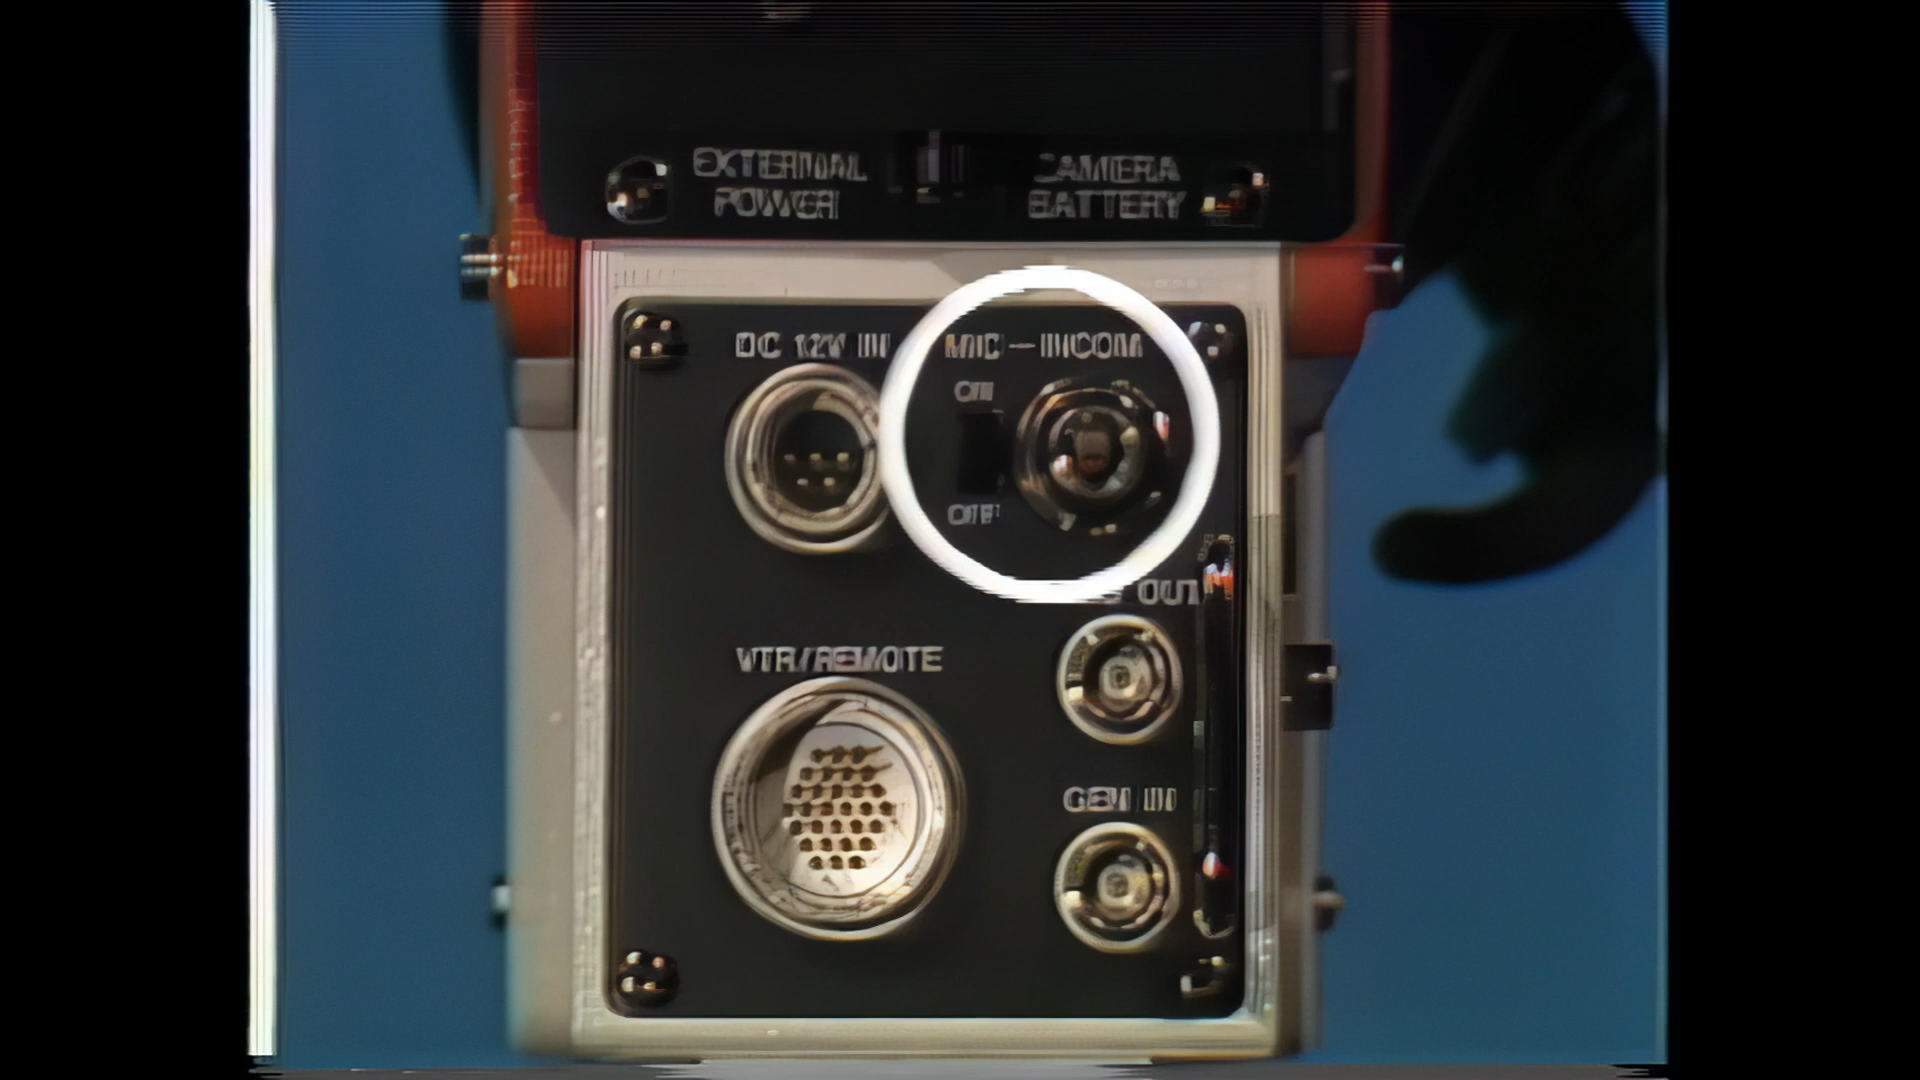 EXTERNAL CAMERA
POWER BATTERY
DC 12V IN MIC — INCOM
ON
OFF
OUT
VTR/REMOTE
GEN IN